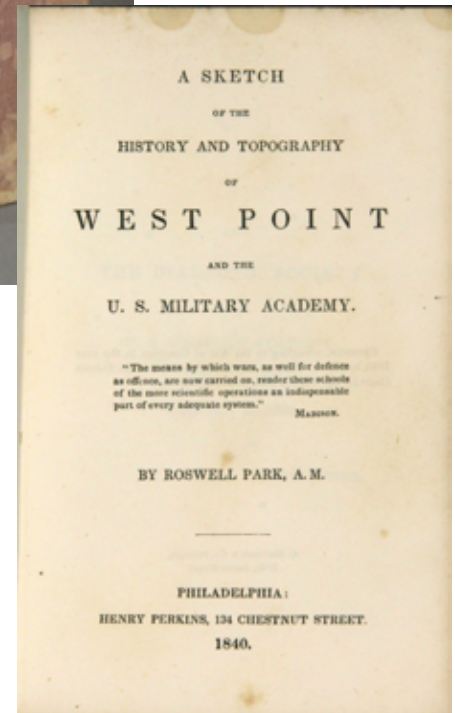 A SKETCH
OF THE
HISTORY AND TOPOGRAPHY
OF
WEST POINT
AND THE
U. S. MILITARY ACADEMY.
"The means by which wars, as well for defence
as offence, are now carried on, render these schools
of the more scientific operations an indispensable
part of every adequate system."
MADISON.
BY ROSWELL PARK, A. M.
PHILADELPHIA:
HENRY PERKINS, 134 CHESTNUT STREET.
1840.